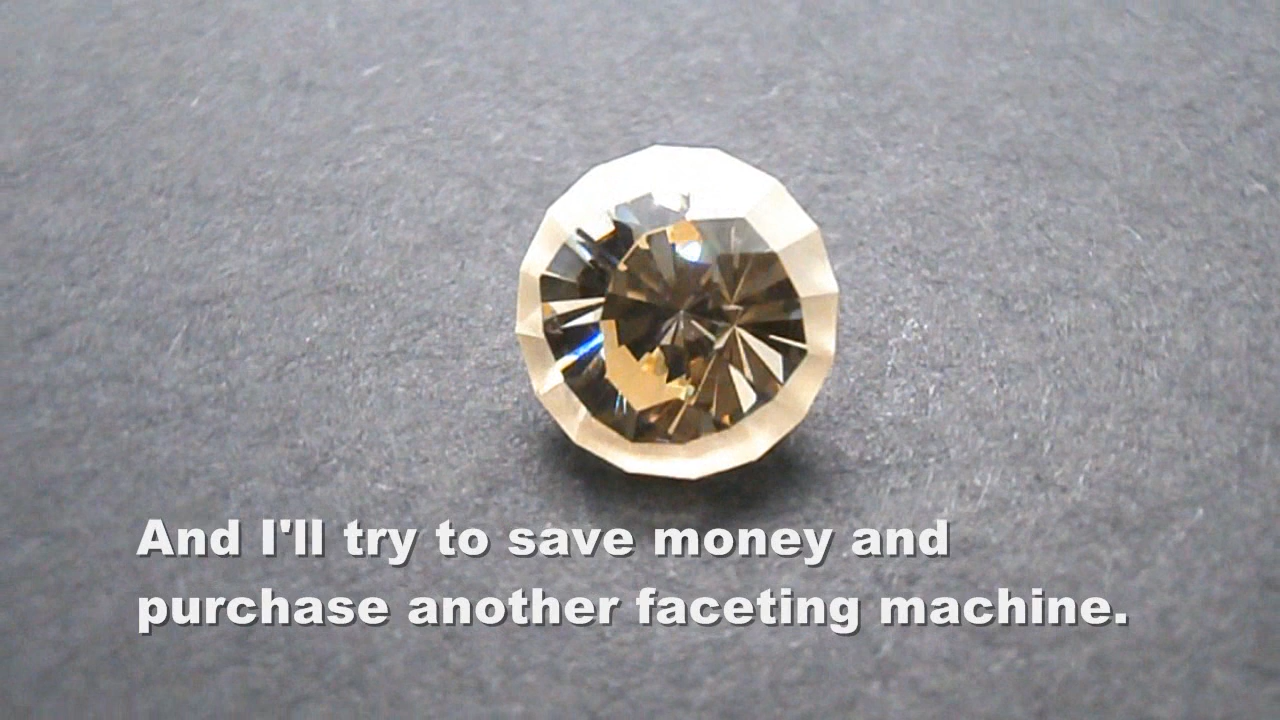 And I'll try to save money and
purchase another faceting machine.